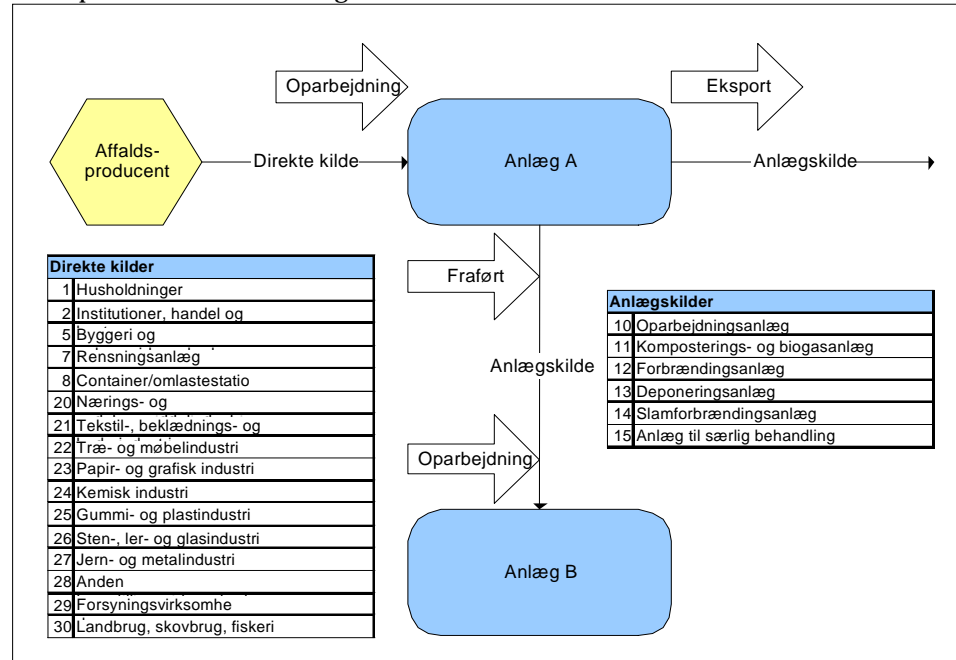 Oparbejdning
Eksport
Affalds-
producent
Direkte kilde
Anlæg A
Anlægskilde
Fraført
Anlægskilde
Oparbejdning
Anlæg B
Direkte kilder
1 Husholdninger
2 Institutioner, handel og
5 Byggeri og
7 Rensningsanlæg
8 Container/omlastestatio
20 Nærings- og
21 Tekstil-, beklædnings- og
22 Træ- og møbelindustri
23 Papir- og grafisk industri
24 Kemisk industri
25 Gummi- og plastindustri
26 Sten-, ler- og glasindustri
27 Jern- og metalindustri
28 Anden
29 Forsyningsvirksomhe
30 Landbrug, skovbrug, fiskeri
Anlægskilder
10 Oparbejdningsanlæg
11 Komposterings- og biogasanlæg
12 Forbrændingsanlæg
13 Deponeringsanlæg
14 Slamforbrændingsanlæg
15 Anlæg til særlig behandling